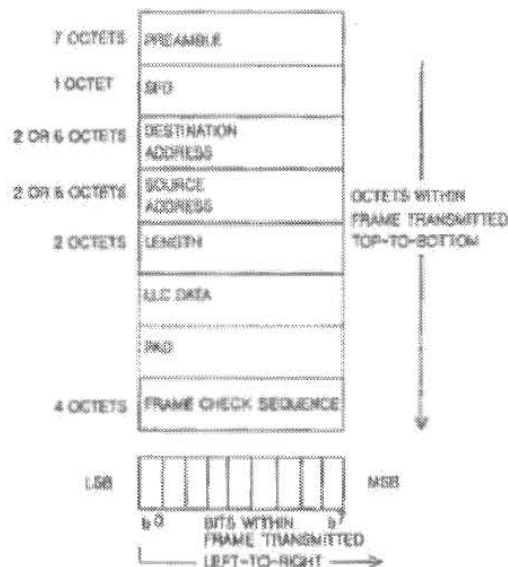 7 OCTETS PREAMBLE
1 OCTET SFD
2 OR 6 OCTETS DESTINATION
ADDRESS
2 OR 6 OCTETS SOURCE
ADDRESS
2 OCTETS LENGTH
LLC DATA
PAD
4 OCTETS FRAME CHECK SEQUENCE
OCTETS WITHIN
FRAME TRANSMITTED
TOP-TO-BOTTOM
LSB MSB
b0 b7
BITS WITHIN
FRAME TRANSMITTED
LEFT-TO-RIGHT